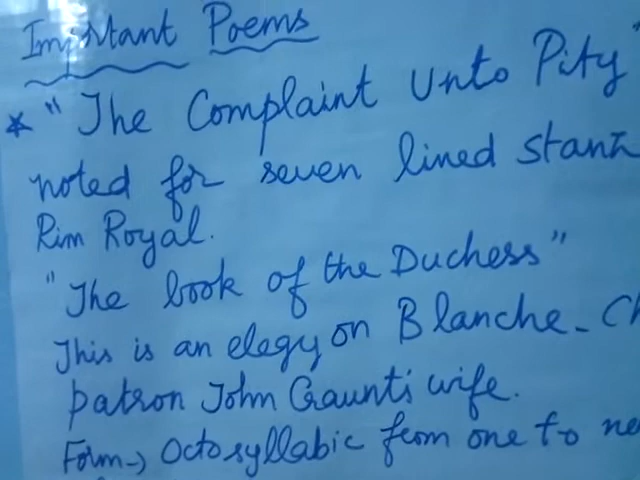 Important Poems
* "The Complaint Unto Pity"
noted for seven lined stanz
Rim Royal.
"The book of the Duchess"
This is an elegy on Blanche - Ch
patron John Gaunt's wife.
Form -> Octosyllabic from one to ne